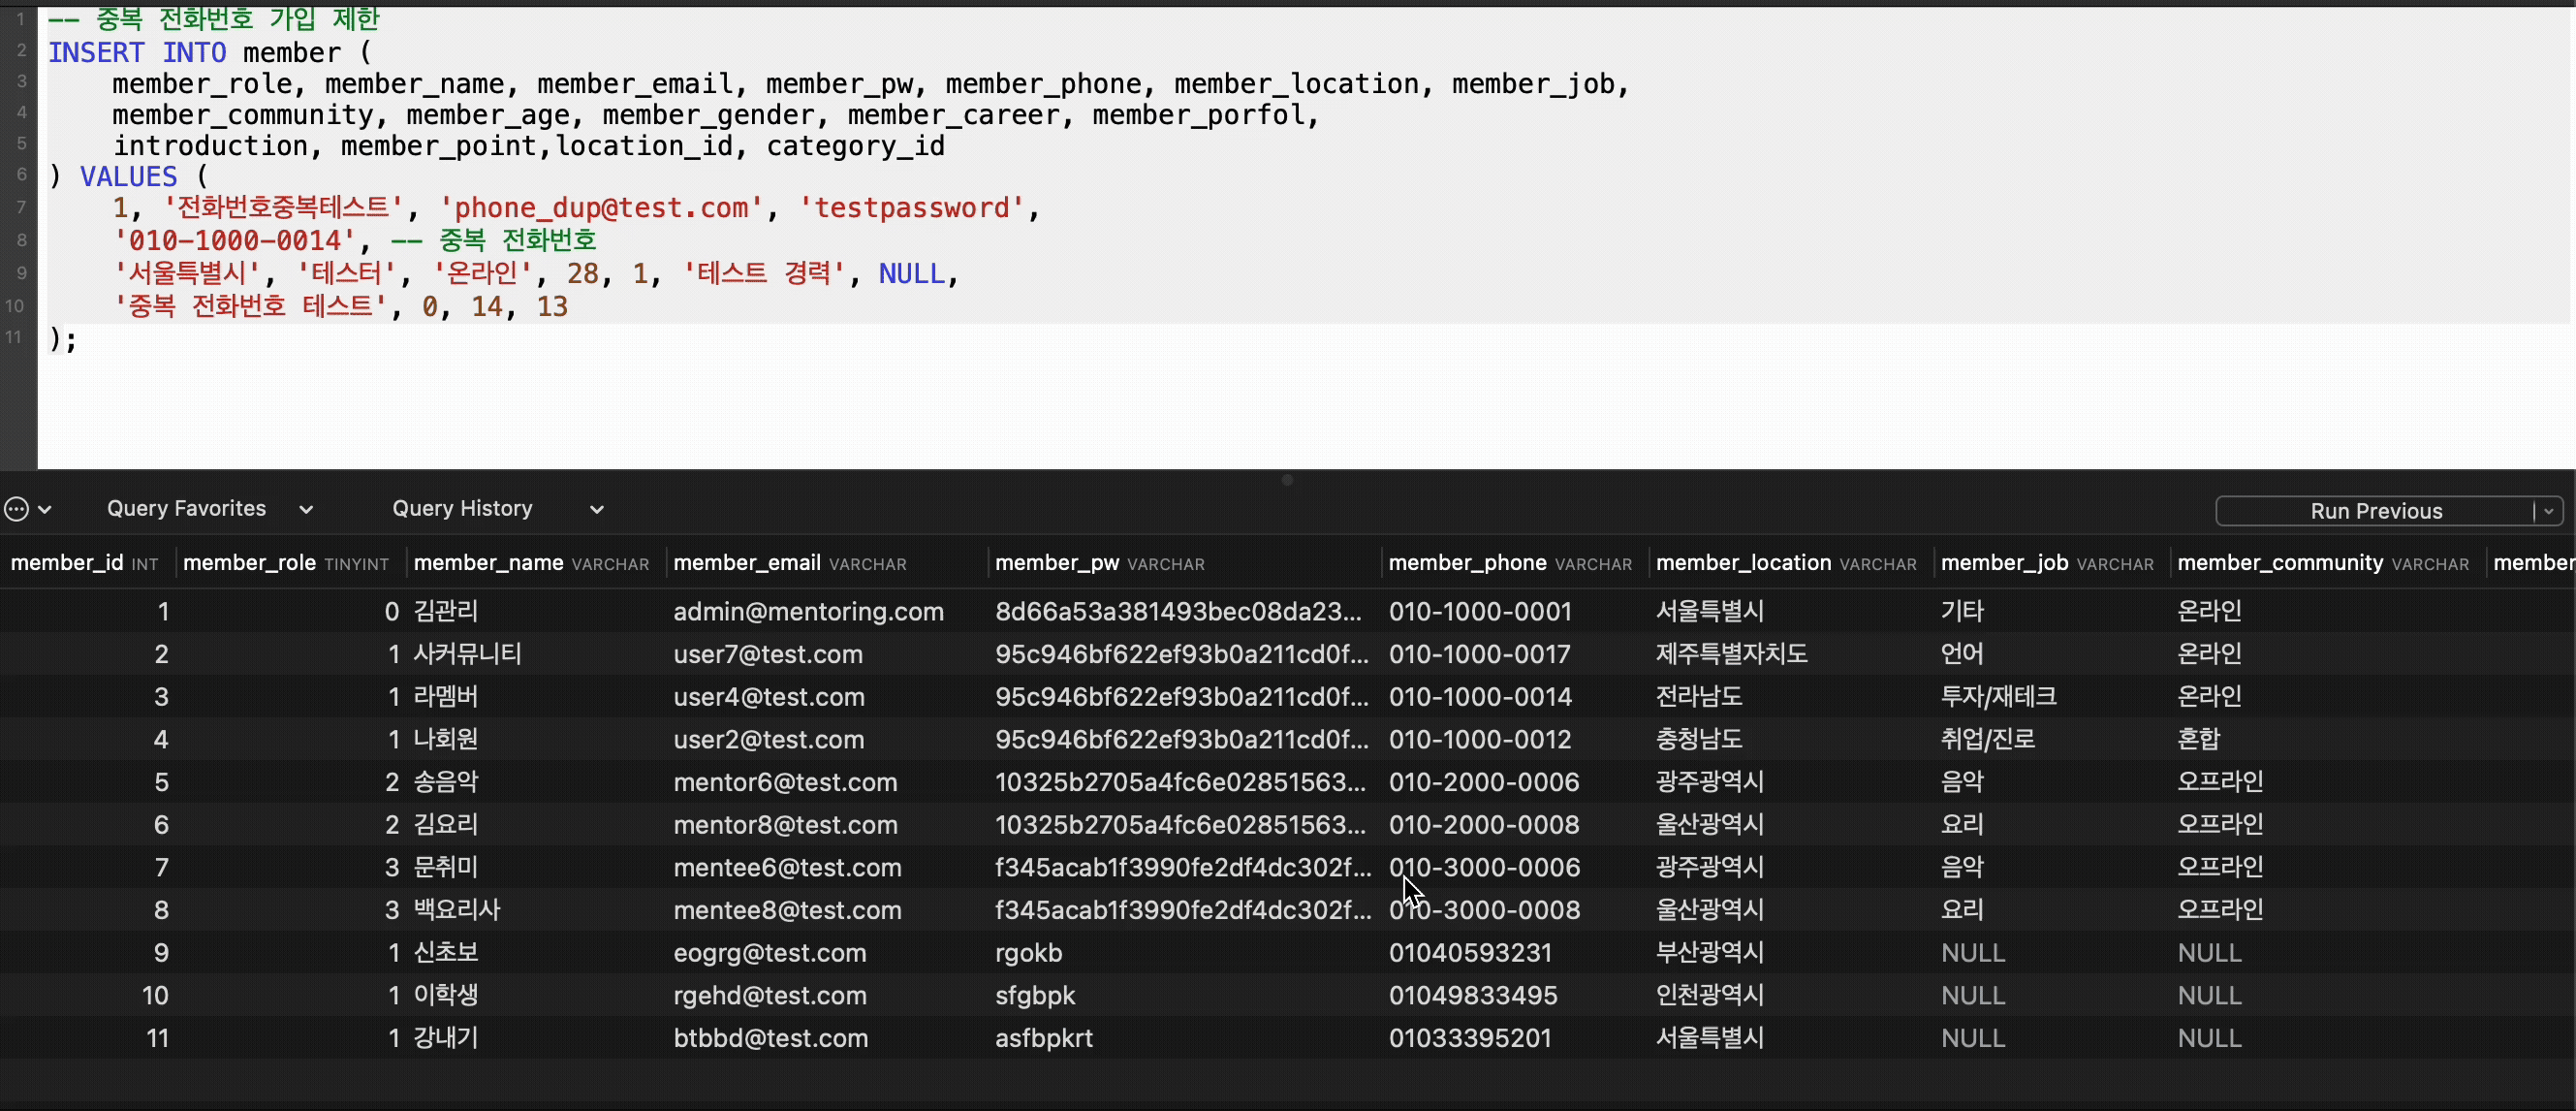 1 -- 중복 전화번호 가입 제한
2 INSERT INTO member (
3 member_role, member_name, member_email, member_pw, member_phone, member_location, member_job,
4 member_community, member_age, member_gender, member_career, member_porfol,
5 introduction, member_point,location_id, category_id
6 ) VALUES (
7 1, '전화번호중복테스트', 'phone_dup@test.com', 'testpassword',
8 '010-1000-0014', -- 중복 전화번호
9 '서울특별시', '테스터', '온라인', 28, 1, '테스트 경력', NULL,
10 '중복 전화번호 테스트', 0, 14, 13
11 );
Query Favorites Query History Run Previous
member_id INT member_role TINYINT member_name VARCHAR member_email VARCHAR member_pw VARCHAR member_phone VARCHAR member_location VARCHAR member_job VARCHAR member_community VARCHAR member
1 0 김관리 admin@mentoring.com 8d66a53a381493bec08da23... 010-1000-0001 서울특별시 기타 온라인
2 1 사커뮤니티 user7@test.com 95c946bf622ef93b0a211cd0f... 010-1000-0017 제주특별자치도 언어 온라인
3 1 라멤버 user4@test.com 95c946bf622ef93b0a211cd0f... 010-1000-0014 전라남도 투자/재테크 온라인
4 1 나회원 user2@test.com 95c946bf622ef93b0a211cd0f... 010-1000-0012 충청남도 취업/진로 혼합
5 2 송음악 mentor6@test.com 10325b2705a4fc6e02851563... 010-2000-0006 광주광역시 음악 오프라인
6 2 김요리 mentor8@test.com 10325b2705a4fc6e02851563... 010-2000-0008 울산광역시 요리 오프라인
7 3 문취미 mentee6@test.com f345acab1f3990fe2df4dc302f... 010-3000-0006 광주광역시 음악 오프라인
8 3 백요리사 mentee8@test.com f345acab1f3990fe2df4dc302f... 010-3000-0008 울산광역시 요리 오프라인
9 1 신초보 eogrg@test.com rgokb 01040593231 부산광역시 NULL NULL
10 1 이학생 rgehd@test.com sfgbpk 01049833495 인천광역시 NULL NULL
11 1 강내기 btbbd@test.com asfbpkrt 01033395201 서울특별시 NULL NULL